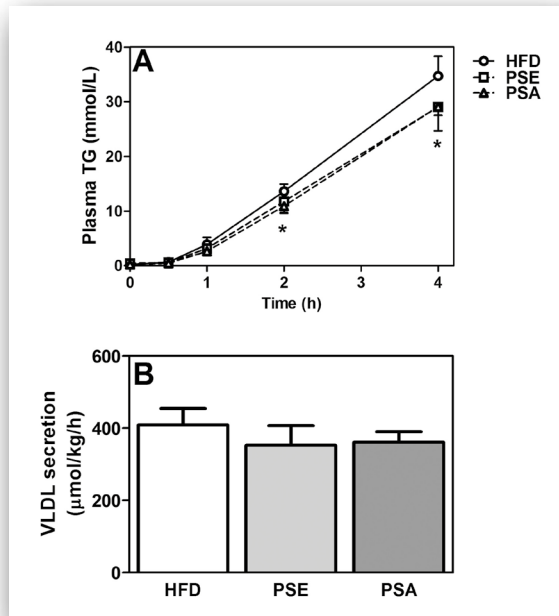 A
HFD
PSE
PSA
Plasma TG (mmol/L)
40
30
20
10
0
*
*
0
1
2
3
4
Time (h)
B
VLDL secretion
(μmol/kg/h)
600
400
200
0
HFD
PSE
PSA